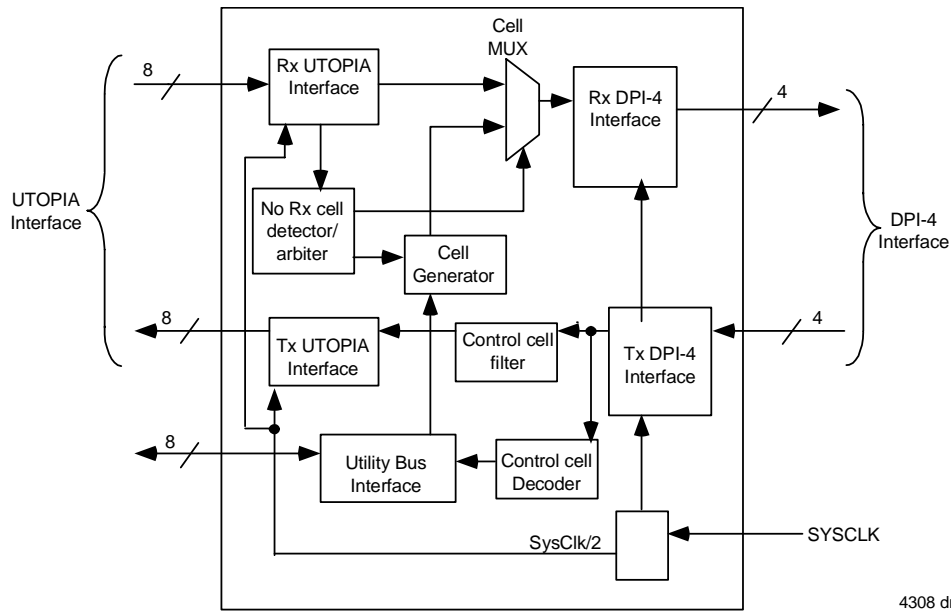 Cell
MUX
8
Rx UTOPIA
Interface
Rx DPI-4
Interface
4
UTOPIA
Interface
No Rx cell
detector/
arbiter
Cell
Generator
DPI-4
Interface
8
Tx UTOPIA
Interface
Control cell
filter
Tx DPI-4
Interface
4
8
Utility Bus
Interface
Control cell
Decoder
SysClk/2
SYSCLK
4308 dr